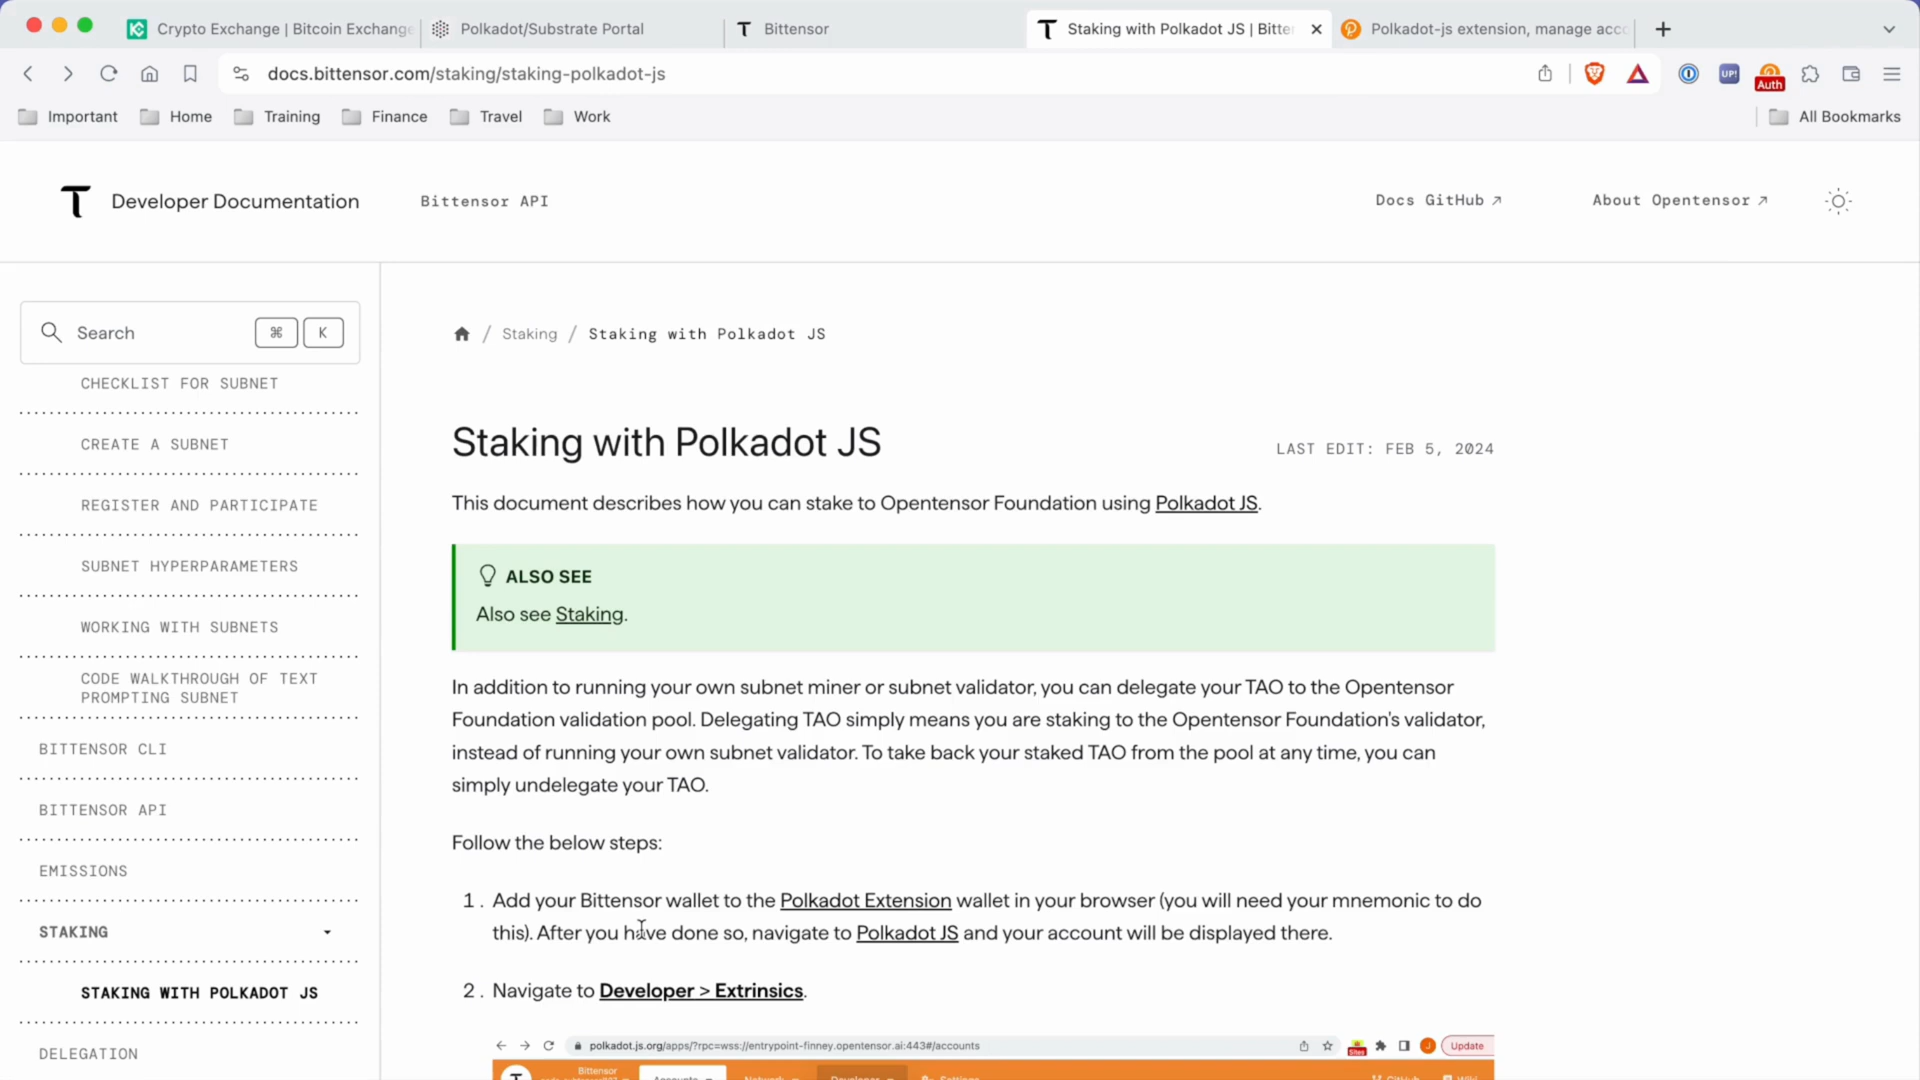 Crypto Exchange | Bitcoin Exchange
Polkadot/Substrate Portal
Bittensor
Staking with Polkadot JS | Bitte
Polkadot-js extension, manage acc
docs.bittensor.com/staking/staking-polkadot-js
UP!
Auth
Important
Home
Training
Finance
Travel
Work
All Bookmarks
Developer Documentation
Bittensor API
Docs GitHub ↗
About Opentensor ↗
Search
⌘ K
CHECKLIST FOR SUBNET
CREATE A SUBNET
REGISTER AND PARTICIPATE
SUBNET HYPERPARAMETERS
WORKING WITH SUBNETS
CODE WALKTHROUGH OF TEXT
PROMPTING SUBNET
BITTENSOR CLI
BITTENSOR API
EMISSIONS
STAKING
STAKING WITH POLKADOT JS
DELEGATION
/ Staking / Staking with Polkadot JS
Staking with Polkadot JS
LAST EDIT: FEB 5, 2024
This document describes how you can stake to Opentensor Foundation using Polkadot JS.
ALSO SEE
Also see Staking.
In addition to running your own subnet miner or subnet validator, you can delegate your TAO to the Opentensor
Foundation validation pool. Delegating TAO simply means you are staking to the Opentensor Foundation's validator,
instead of running your own subnet validator. To take back your staked TAO from the pool at any time, you can
simply undelegate your TAO.
Follow the below steps:
1. Add your Bittensor wallet to the Polkadot Extension wallet in your browser (you will need your mnemonic to do
this). After you have done so, navigate to Polkadot JS and your account will be displayed there.
2. Navigate to Developer > Extrinsics.
polkadot.js.org/apps/?rpc=wss://entrypoint-finney.opentensor.ai:443#/accounts
Update
Bittensor
Accounts
Network
Developer
Settings
GitHub
Wiki